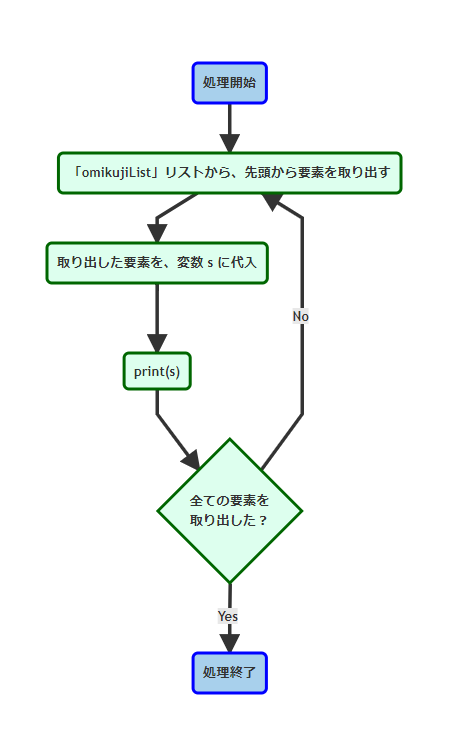 処理開始
「omikujiList」リストから、先頭から要素を取り出す
取り出した要素を、変数 s に代入
print(s)
No
全ての要素を
取り出した？
Yes
処理終了